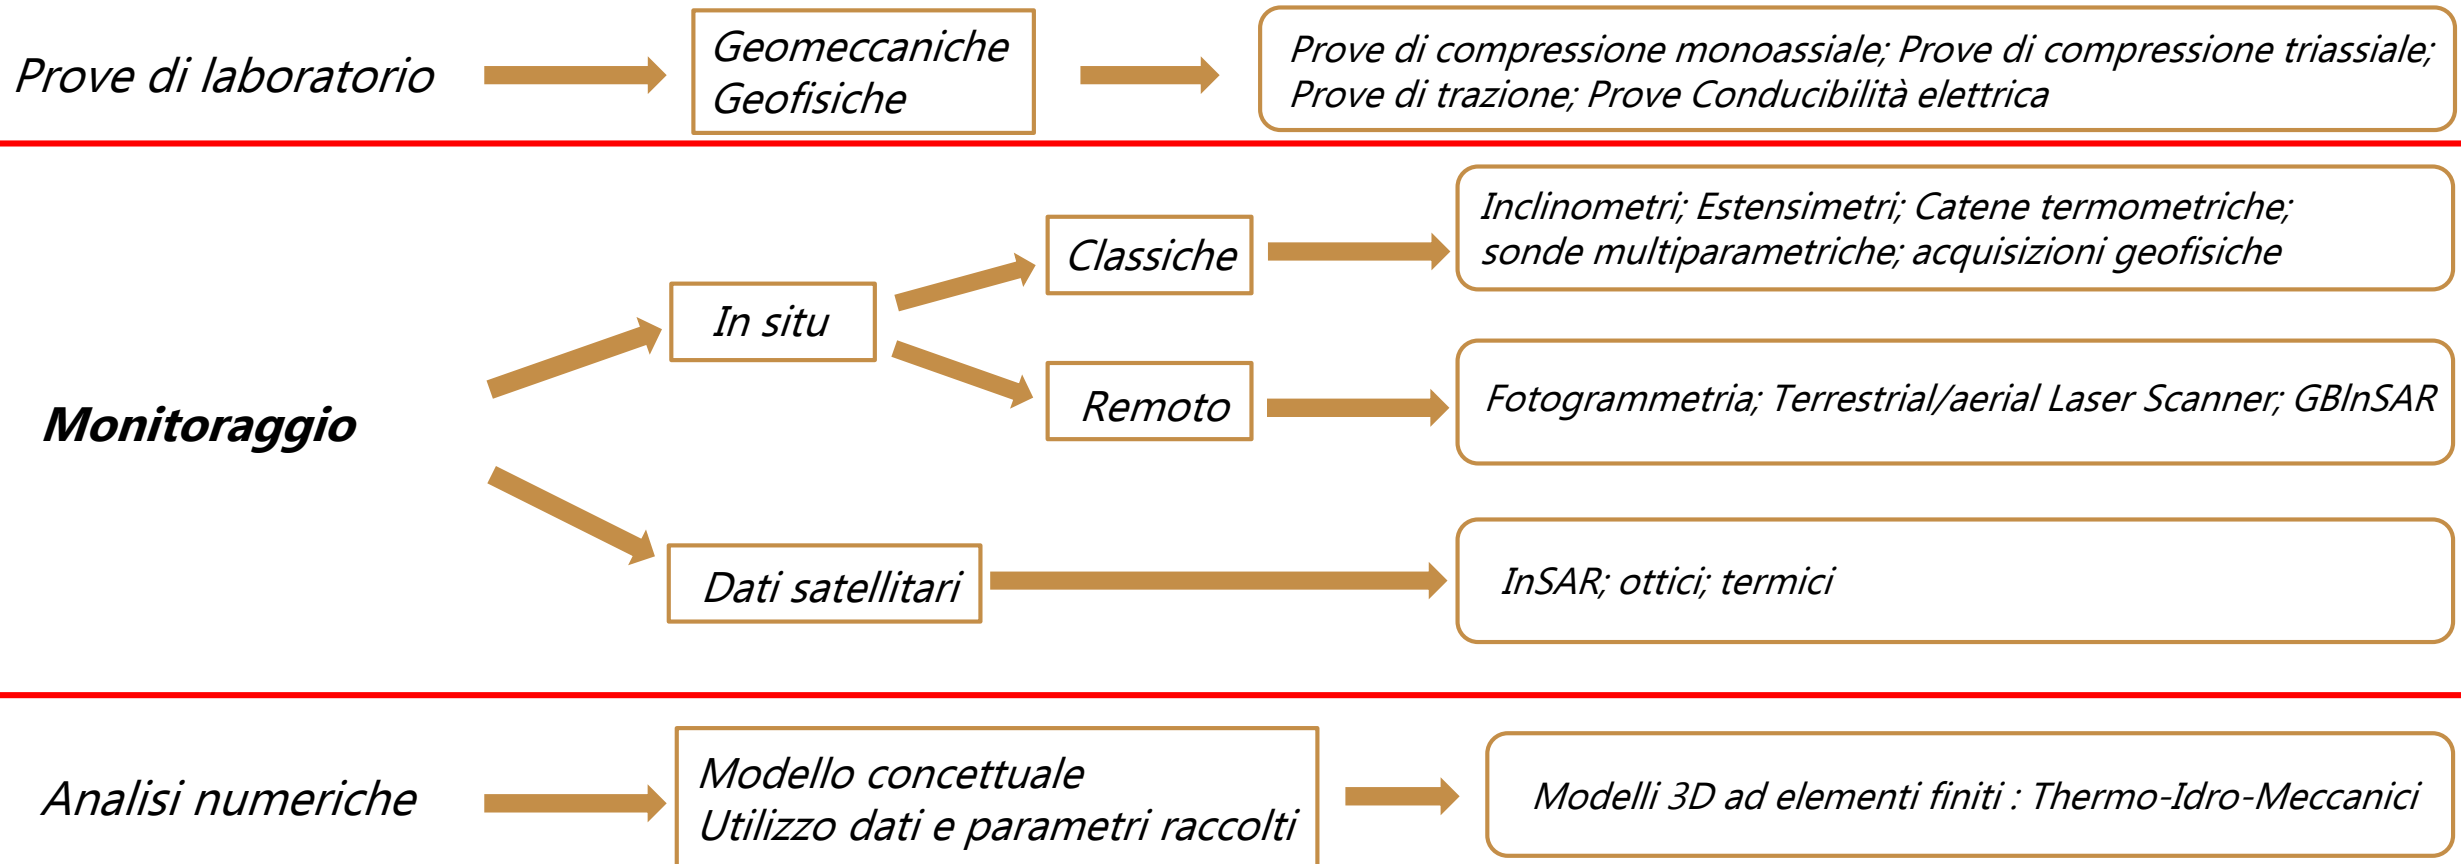 Prove di laboratorio
Geomeccaniche
Geofisiche
Prove di compressione monoassiale; Prove di compressione triassiale;
Prove di trazione; Prove Conducibilità elettrica
Monitoraggio
In situ
Classiche
Inclinometri; Estensimetri; Catene termometriche;
sonde multiparametriche; acquisizioni geofisiche
Remoto
Fotogrammetria; Terrestrial/aerial Laser Scanner; GBInSAR
Dati satellitari
InSAR; ottici; termici
Analisi numeriche
Modello concettuale
Utilizzo dati e parametri raccolti
Modelli 3D ad elementi finiti : Thermo-Idro-Meccanici